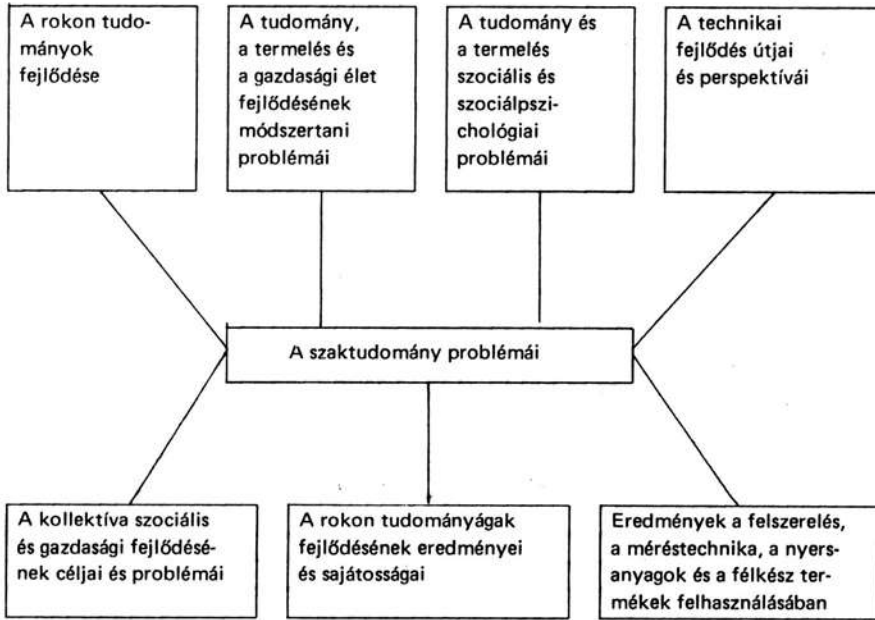 A rokon tudo-
mányok
fejlődése
A tudomány,
a termelés és
a gazdasági élet
fejlődésének
módszertani
problémái
A tudomány és
a termelés
szociális és
szociálpszi-
chológiai
problémái
A technikai
fejlődés útjai
és perspektívái
A szaktudomány problémái
A kollektíva szociális
és gazdasági fejlődésé-
nek céljai és problémái
A rokon tudományágak
fejlődésének eredményei
és sajátosságai
Eredmények a felszerelés,
a méréstechnika, a nyers-
anyagok és a félkész ter-
mékek felhasználásában